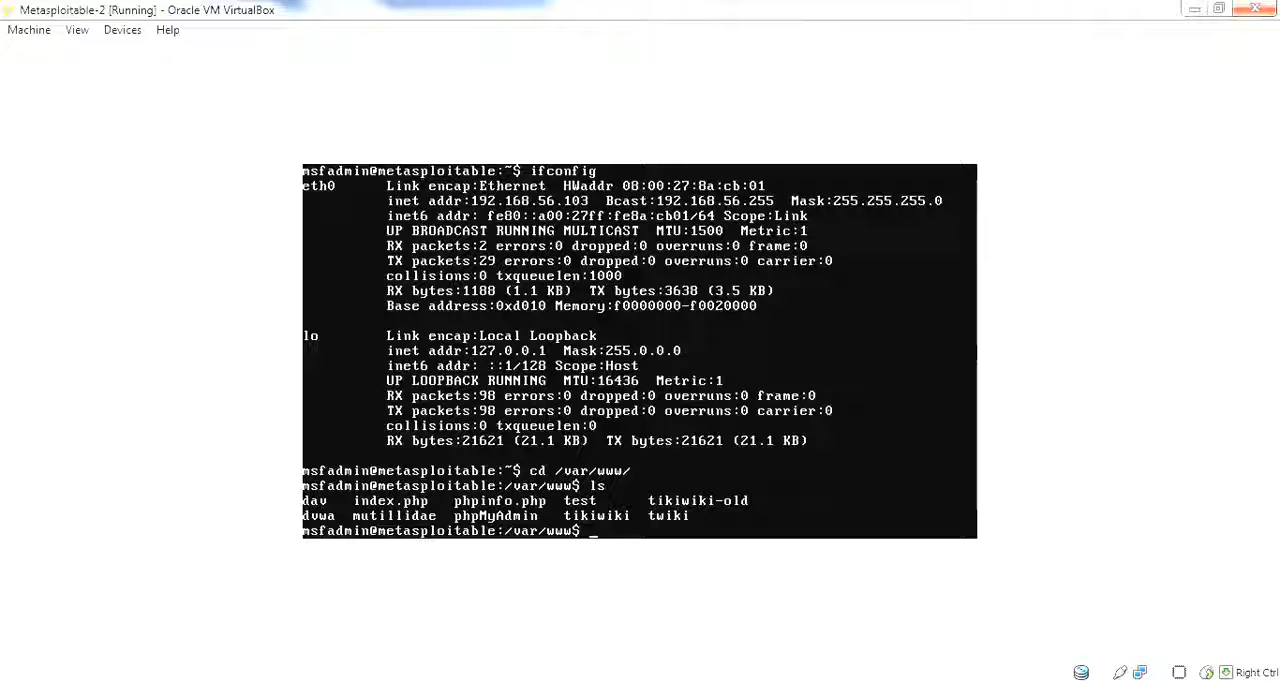 Metasploitable-2 [Running] - Oracle VM VirtualBox
Machine View Devices Help
msfadmin@metasploitable:~$ ifconfig
eth0 Link encap:Ethernet HWaddr 08:00:27:8a:cb:01
inet addr:192.168.56.103 Bcast:192.168.56.255 Mask:255.255.255.0
inet6 addr: fe80::a00:27ff:fe8a:cb01/64 Scope:Link
UP BROADCAST RUNNING MULTICAST MTU:1500 Metric:1
RX packets:2 errors:0 dropped:0 overruns:0 frame:0
TX packets:29 errors:0 dropped:0 overruns:0 carrier:0
collisions:0 txqueuelen:1000
RX bytes:1188 (1.1 KB) TX bytes:3638 (3.5 KB)
Base address:0xd010 Memory:f0000000-f0020000
lo Link encap:Local Loopback
inet addr:127.0.0.1 Mask:255.0.0.0
inet6 addr: ::1/128 Scope:Host
UP LOOPBACK RUNNING MTU:16436 Metric:1
RX packets:98 errors:0 dropped:0 overruns:0 frame:0
TX packets:98 errors:0 dropped:0 overruns:0 carrier:0
collisions:0 txqueuelen:0
RX bytes:21621 (21.1 KB) TX bytes:21621 (21.1 KB)
msfadmin@metasploitable:~$ cd /var/www/
msfadmin@metasploitable:/var/www$ ls
dav index.php phpinfo.php test tikiwiki-old
dvwa mutillidae phpMyAdmin tikiwiki twiki
msfadmin@metasploitable:/var/www$ _
Right Ctrl